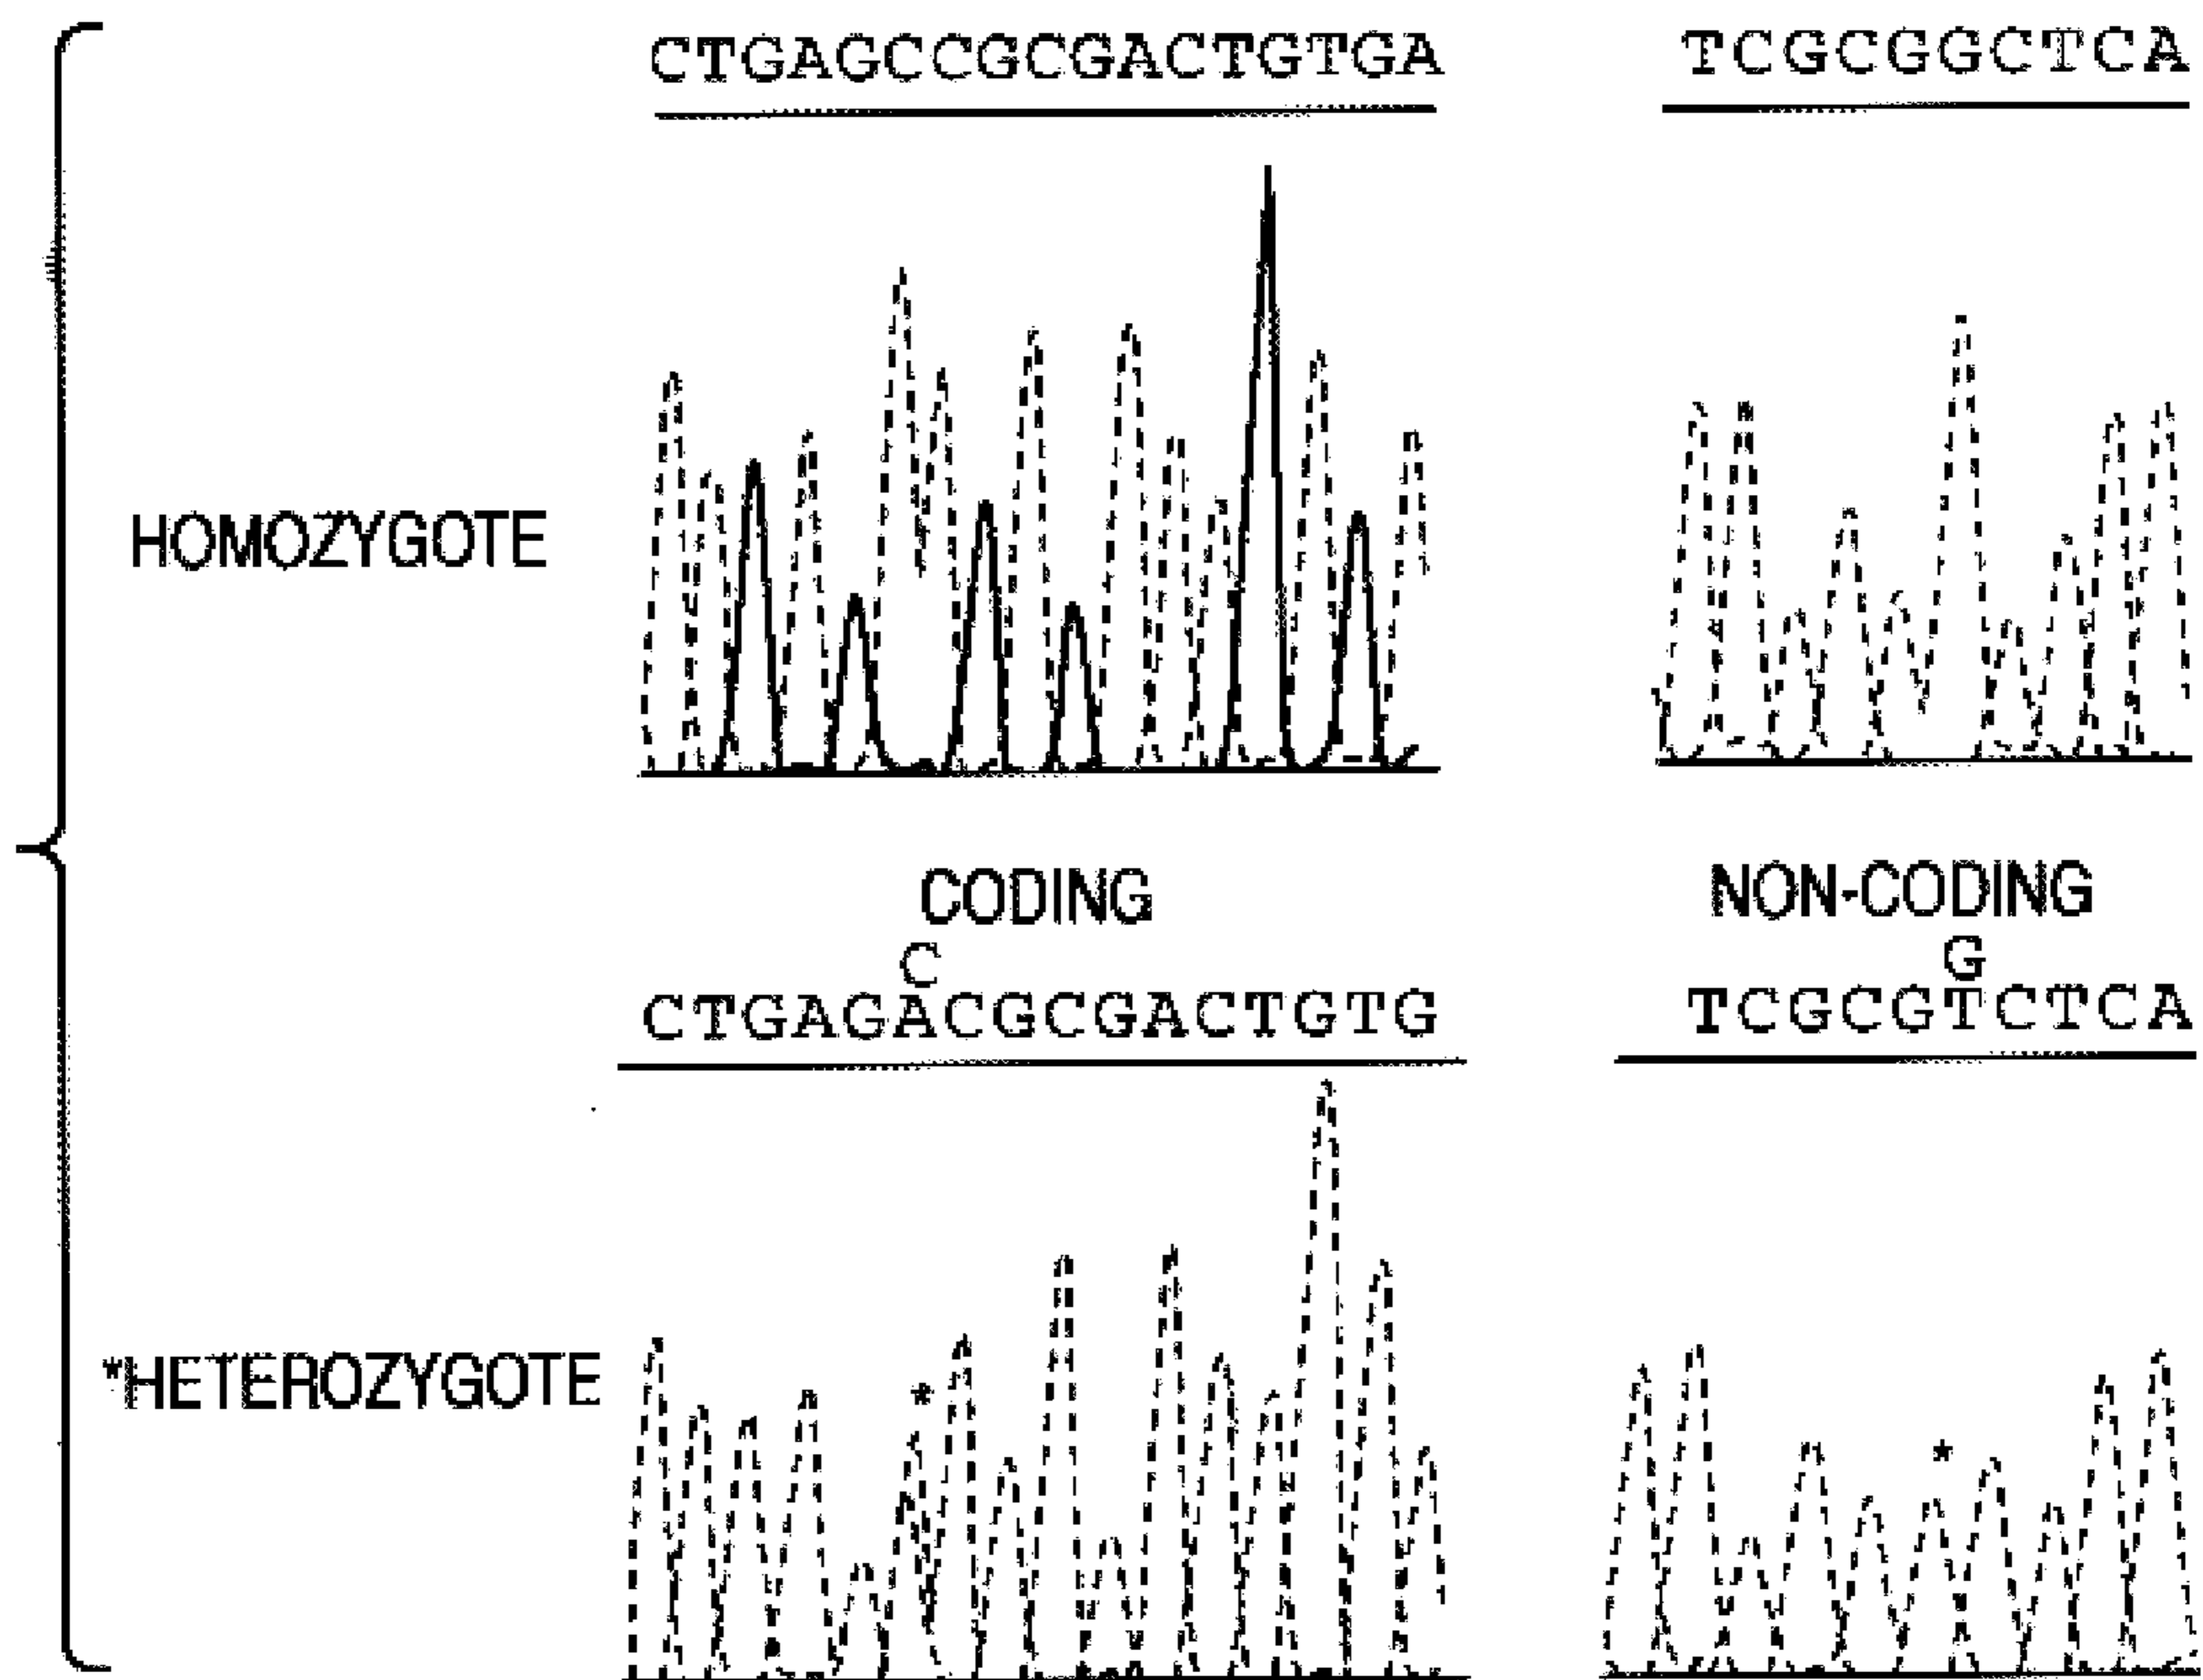 CTGAGCCGCGACTGTGA TCGCGGCTCA
HOMOZYGOTE
CODING NON-CODING
C G
CTGAGACGCGACTGTG TCGCGTCTCA
*HETEROZYGOTE
*
*